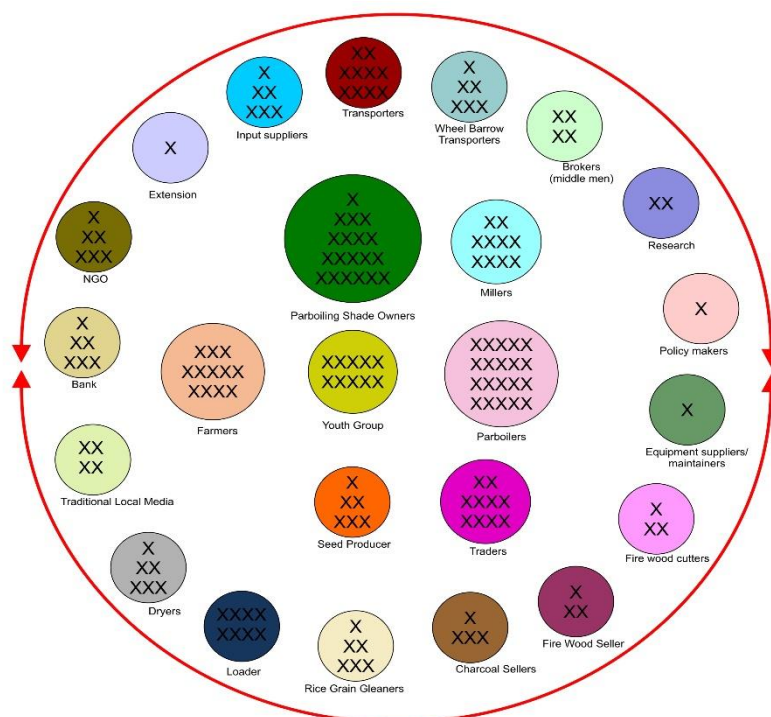 XX
XXXX
XXXX
Transporters
X
XX
XXX
Input suppliers
X
XX
XXX
Wheel Barrow
Transporters
XX
XX
Brokers
(middle men)
X
Extension
XX
Research
X
XX
XXX
NGO
X
XXX
XXXX
XXXXX
XXXXXX
Parboiling Shade Owners
XX
XXXX
XXXX
Millers
X
Policy makers
X
XX
XXX
Bank
XXX
XXXXX
XXXX
Farmers
XXXXX
XXXXX
Youth Group
XXXXX
XXXX
XXXX
XXXXX
Parboilers
X
Equipment suppliers/
maintainers
XX
XX
Traditional Local Media
X
XX
XXX
Seed Producer
XX
XXXX
XXXX
Traders
X
XX
Fire wood cutters
X
XX
XXX
Dryers
XXXX
XXXX
Loader
X
XX
XXX
Rice Grain Gleaners
X
XXX
Charcoal Sellers
X
XX
Fire Wood Seller